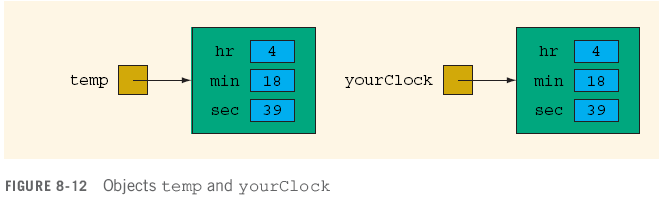 hr 4 hr 4
temp min 18 yourClock min 18
sec 39 sec 39
FIGURE 8-12 Objects temp and yourClock